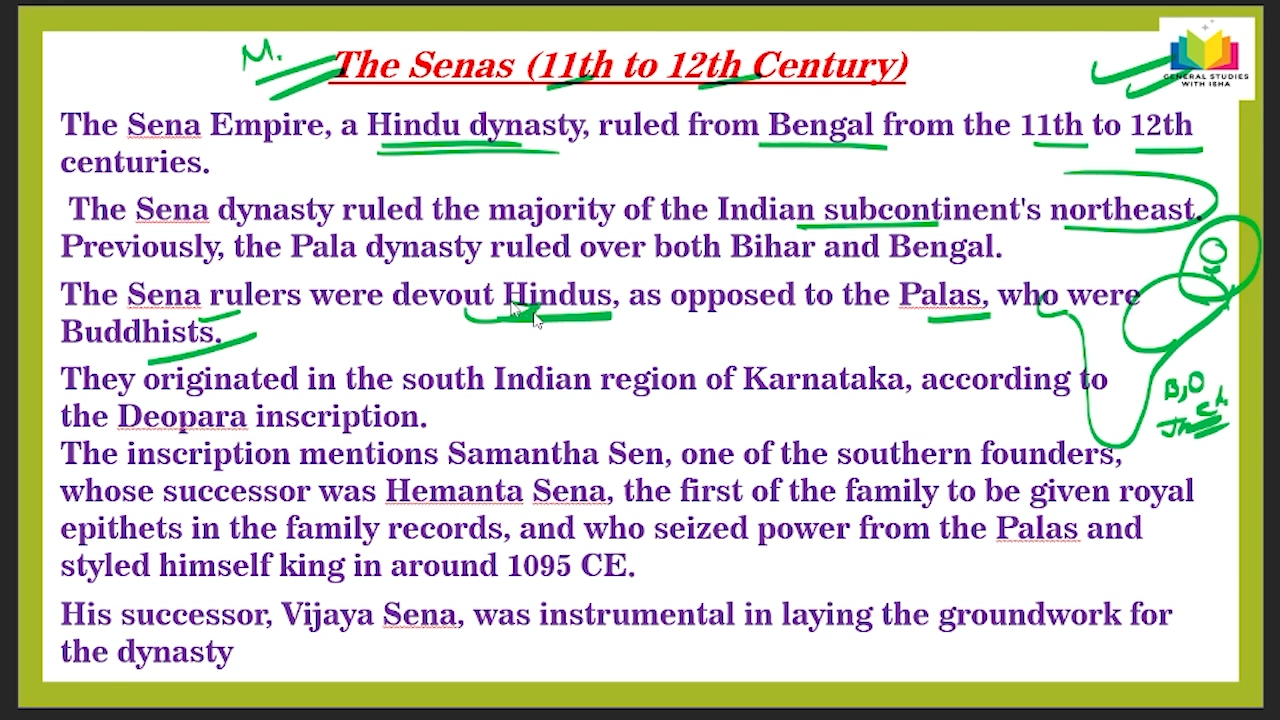 M.
The Senas (11th to 12th Century)
GENERAL STUDIES
WITH ISHA
The Sena Empire, a Hindu dynasty, ruled from Bengal from the 11th to 12th
centuries.
The Sena dynasty ruled the majority of the Indian subcontinent's northeast.
Previously, the Pala dynasty ruled over both Bihar and Bengal.
The Sena rulers were devout Hindus, as opposed to the Palas, who were
Buddhists.
They originated in the south Indian region of Karnataka, according to
the Deopara inscription.
B, O
The inscription mentions Samantha Sen, one of the southern founders,
whose successor was Hemanta Sena, the first of the family to be given royal
epithets in the family records, and who seized power from the Palas and
styled himself king in around 1095 CE.
His successor, Vijaya Sena, was instrumental in laying the groundwork for
the dynasty